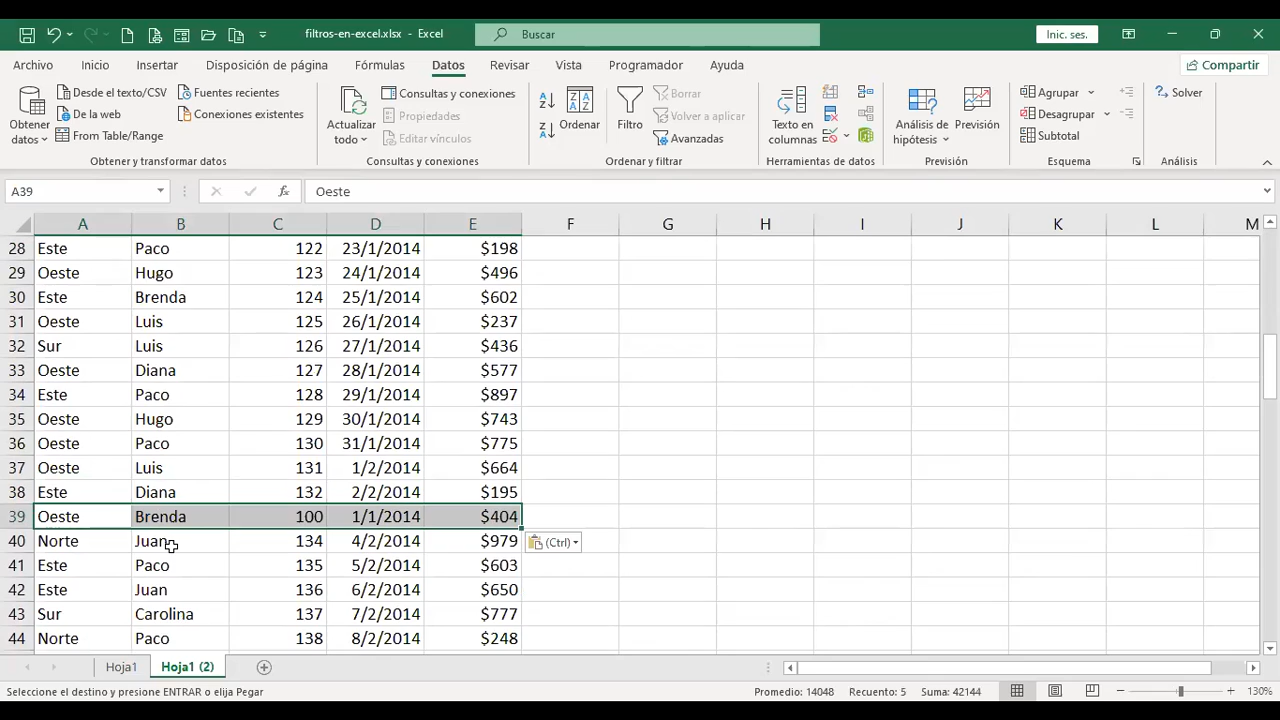 filtros-en-excel.xlsx - Excel
Buscar
Inic. ses.
Archivo Inicio Insertar Disposición de página Fórmulas Datos Revisar Vista Programador Ayuda
Compartir
Obtener datos
Desde el texto/CSV
De la web
From Table/Range
Fuentes recientes
Conexiones existentes
Obtener y transformar datos
Actualizar todo
Consultas y conexiones
Propiedades
Editar vínculos
Consultas y conexiones
Ordenar
Filtro
Borrar
Volver a aplicar
Avanzadas
Ordenar y filtrar
Texto en columnas
Herramientas de datos
Análisis de hipótesis
Previsión
Previsión
Agrupar
Desagrupar
Subtotal
Esquema
Solver
Análisis
A39 fx Oeste
A B C D E F G H I J K L M
28 Este Paco 122 23/1/2014 $198
29 Oeste Hugo 123 24/1/2014 $496
30 Este Brenda 124 25/1/2014 $602
31 Oeste Luis 125 26/1/2014 $237
32 Sur Luis 126 27/1/2014 $436
33 Oeste Diana 127 28/1/2014 $577
34 Este Paco 128 29/1/2014 $897
35 Oeste Hugo 129 30/1/2014 $743
36 Oeste Paco 130 31/1/2014 $775
37 Oeste Luis 131 1/2/2014 $664
38 Este Diana 132 2/2/2014 $195
39 Oeste Brenda 100 1/1/2014 $404
40 Norte Juan 134 4/2/2014 $979 (Ctrl)
41 Este Paco 135 5/2/2014 $603
42 Este Juan 136 6/2/2014 $650
43 Sur Carolina 137 7/2/2014 $777
44 Norte Paco 138 8/2/2014 $248
Hoja1 Hoja1 (2)
Seleccione el destino y presione ENTRAR o elija Pegar Promedio: 14048 Recuento: 5 Suma: 42144 130%